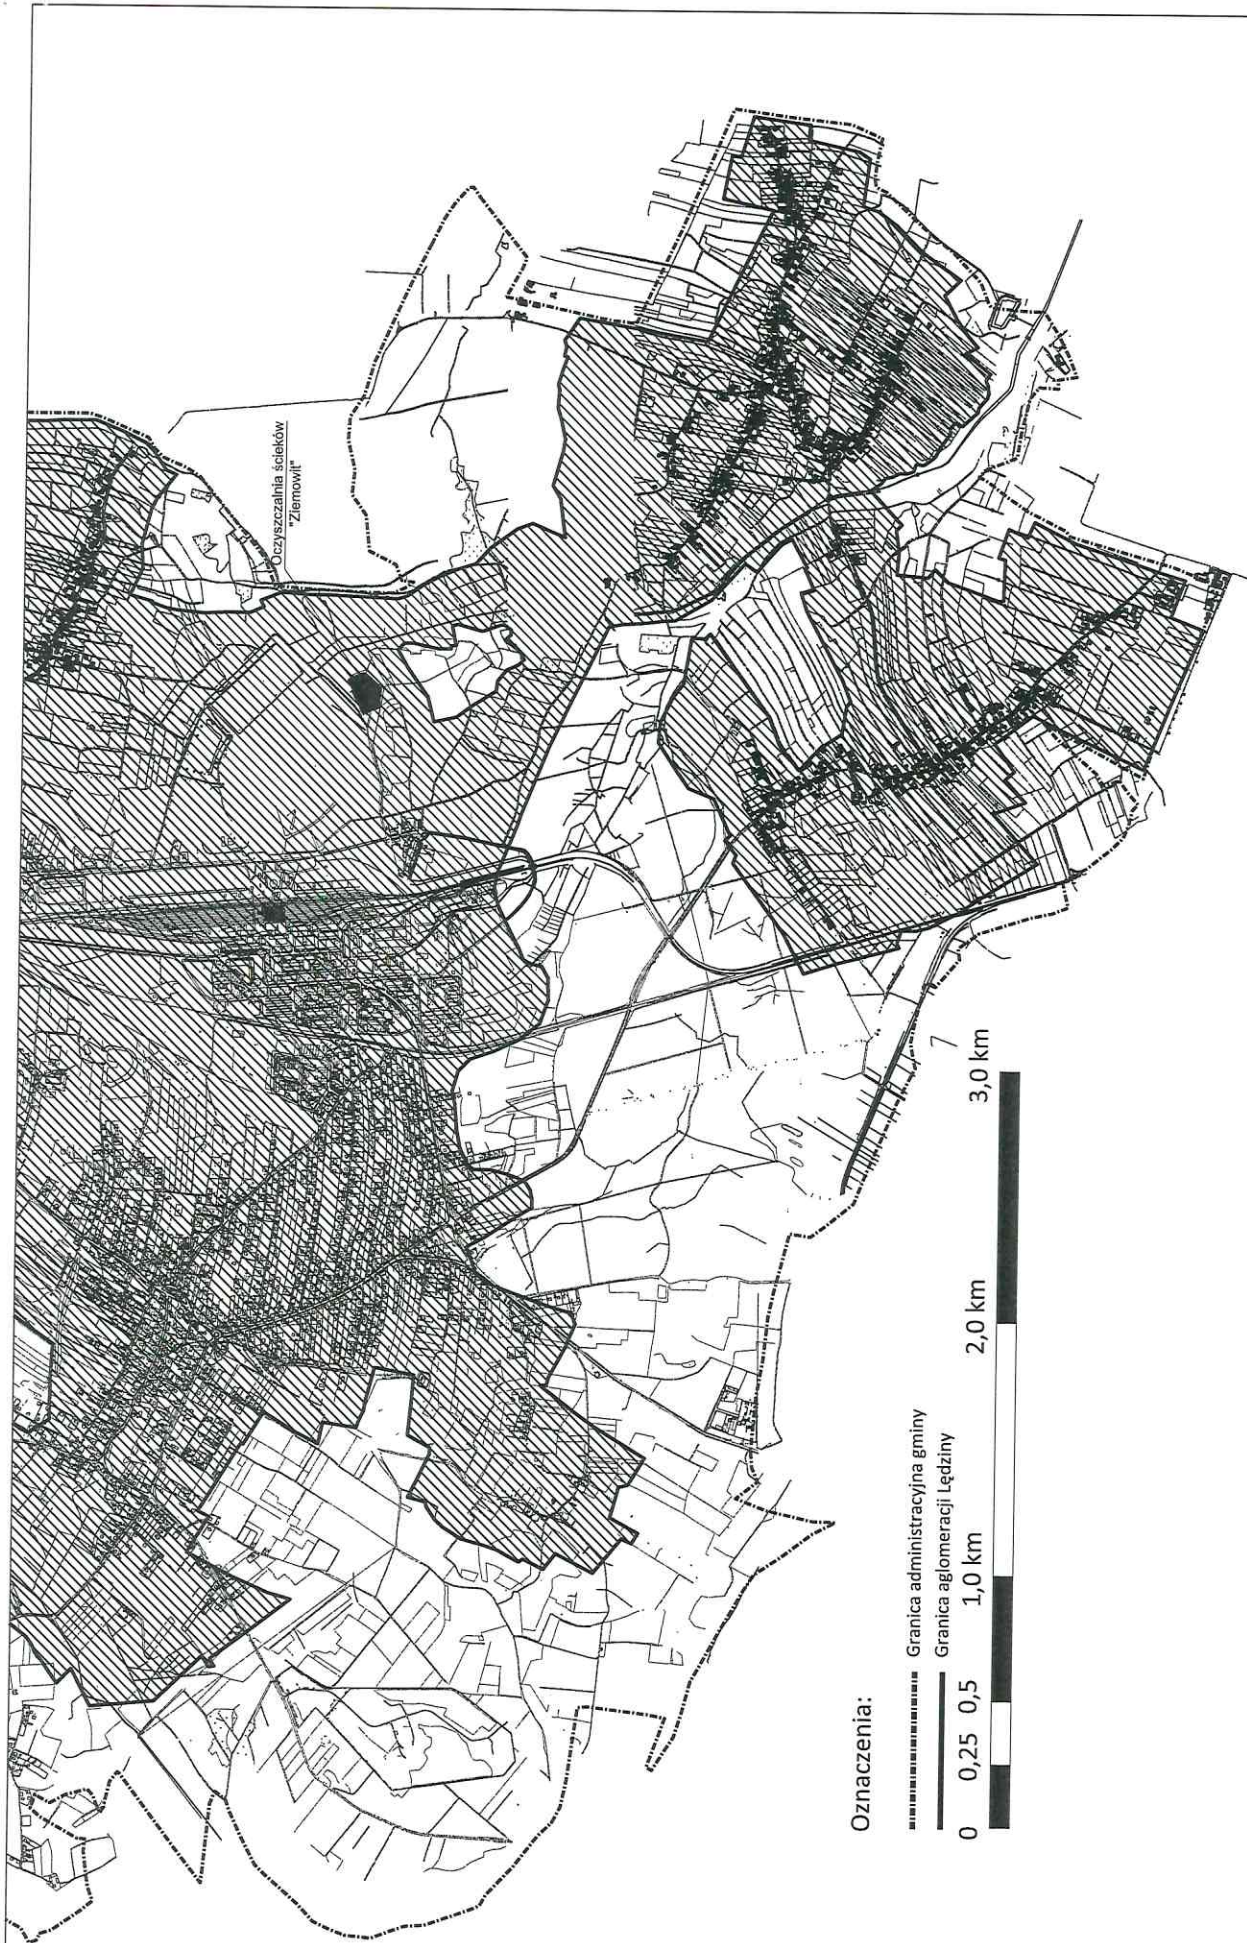 Oczyszczalnia ścieków
"Ziemowit"
Oznaczenia:
Granica administracyjna gminy
Granica aglomeracji Lędziny
0 0,25 0,5 1,0 km 2,0 km 3,0 km
7